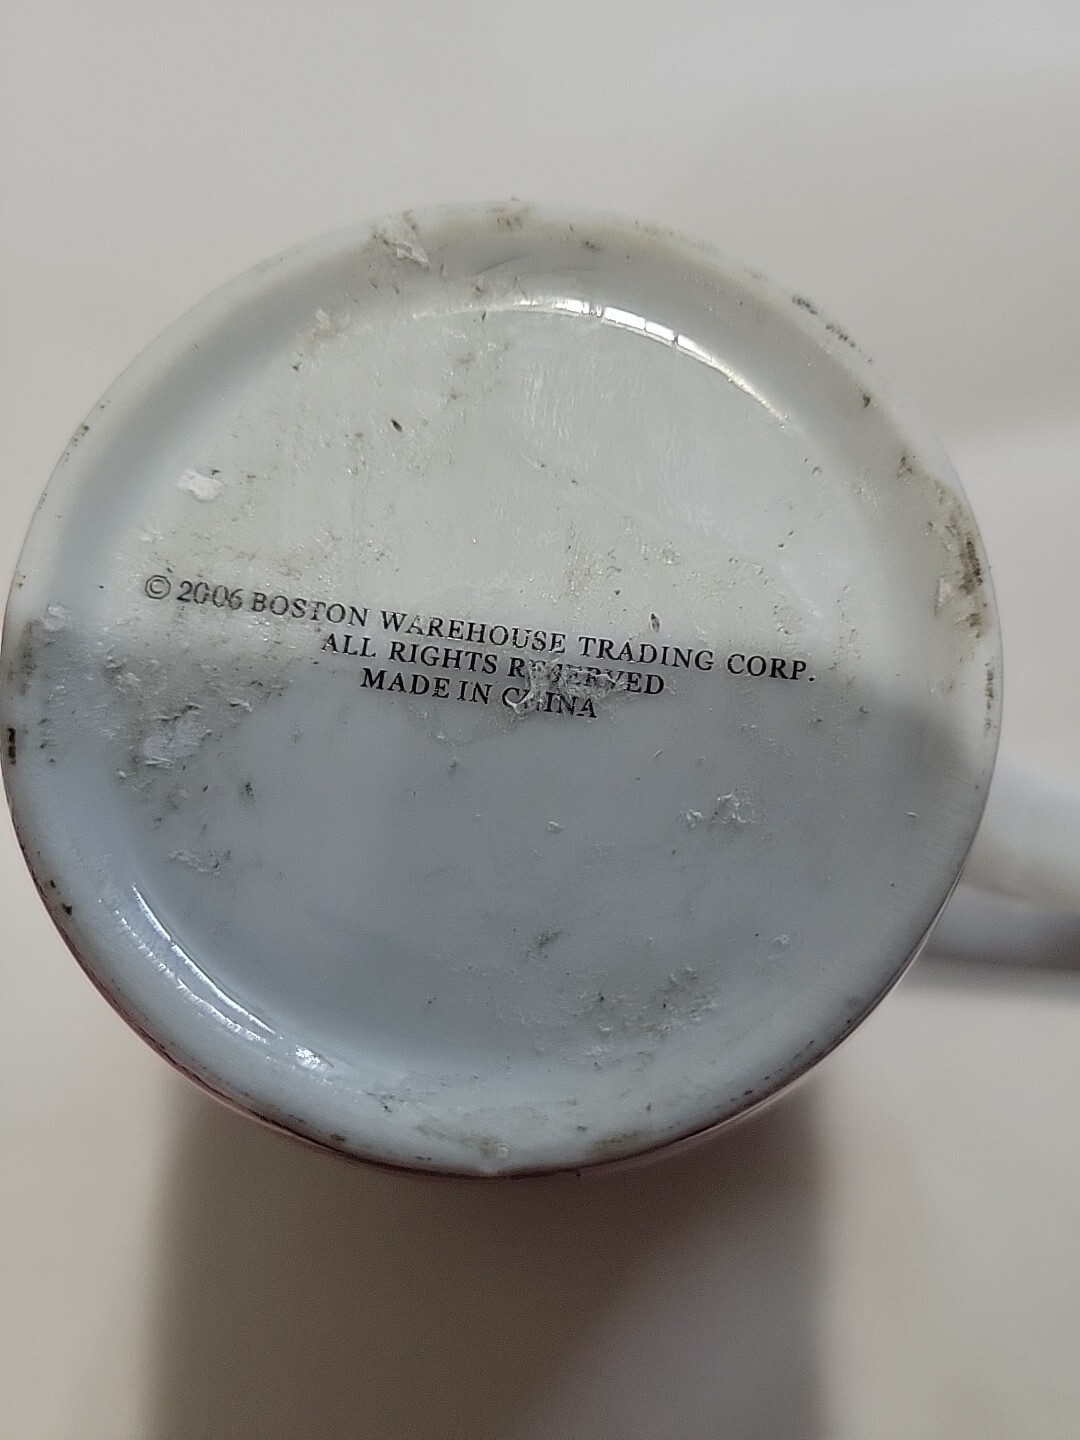 © 2006 BOSTON WAREHOUSE TRADING CORP.
ALL RIGHTS RESERVED
MADE IN CHINA